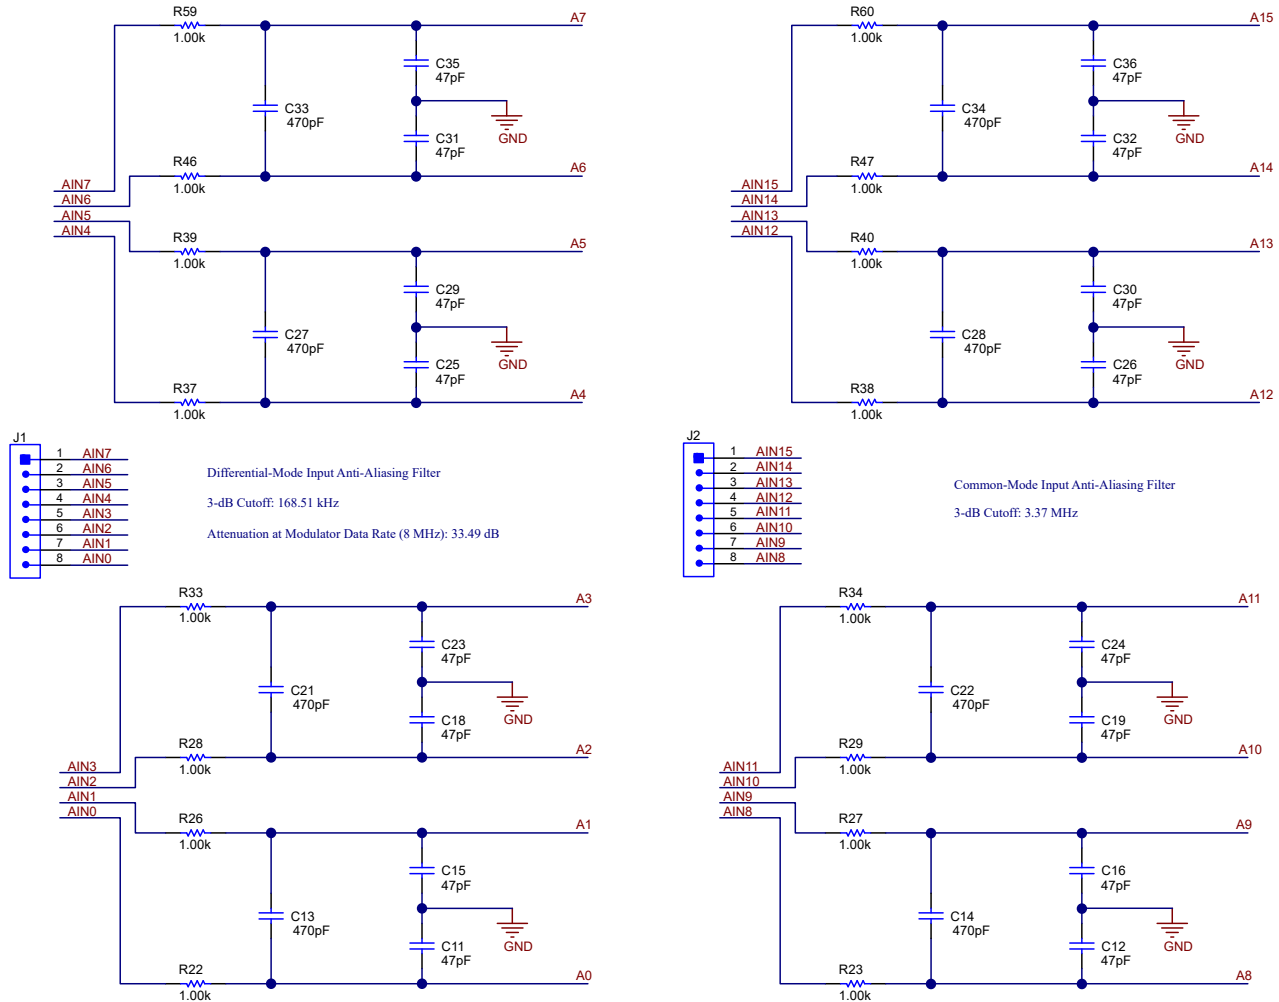 R59
1.00k
A7
C35
47pF
C33
470pF
GND
C31
47pF
R46
1.00k
A6
AIN7
AIN6
AIN5
AIN4
R39
1.00k
A5
C29
47pF
C27
470pF
GND
C25
47pF
R37
1.00k
A4
R60
1.00k
A15
C36
47pF
C34
470pF
GND
C32
47pF
R47
1.00k
A14
AIN15
AIN14
AIN13
AIN12
R40
1.00k
A13
C30
47pF
C28
470pF
GND
C26
47pF
R38
1.00k
A12
J1
1 AIN7
2 AIN6
3 AIN5
4 AIN4
5 AIN3
6 AIN2
7 AIN1
8 AIN0
Differential-Mode Input Anti-Aliasing Filter
3-dB Cutoff: 168.51 kHz
Attenuation at Modulator Data Rate (8 MHz): 33.49 dB
J2
1 AIN15
2 AIN14
3 AIN13
4 AIN12
5 AIN11
6 AIN10
7 AIN9
8 AIN8
Common-Mode Input Anti-Aliasing Filter
3-dB Cutoff: 3.37 MHz
R33
1.00k
A3
C23
47pF
C21
470pF
GND
C18
47pF
R28
1.00k
A2
AIN3
AIN2
AIN1
AIN0
R26
1.00k
A1
C15
47pF
C13
470pF
GND
C11
47pF
R22
1.00k
A0
R34
1.00k
A11
C24
47pF
C22
470pF
GND
C19
47pF
R29
1.00k
A10
AIN11
AIN10
AIN9
AIN8
R27
1.00k
A9
C16
47pF
C14
470pF
GND
C12
47pF
R23
1.00k
A8